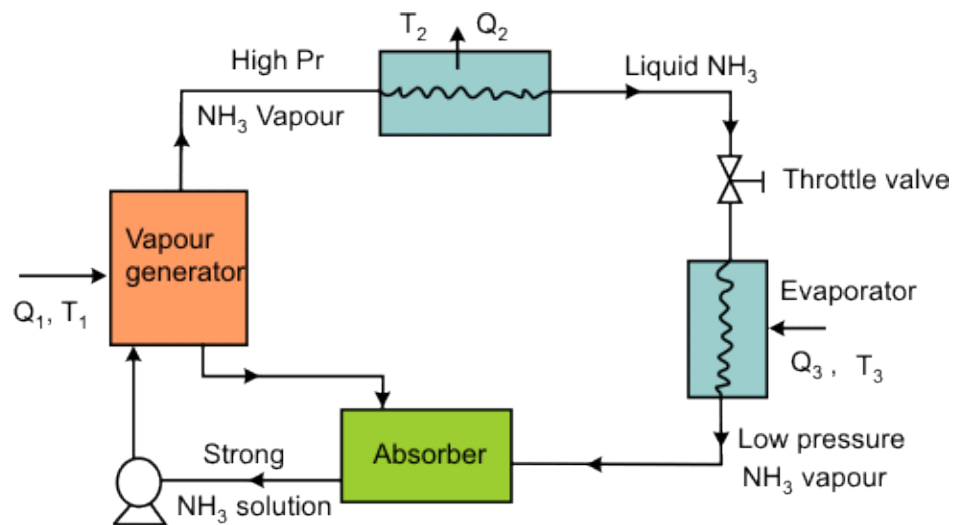 T₂ Q₂
High Pr
NH₃ Vapour
Liquid NH₃
Throttle valve
Vapour
generator
Q₁, T₁
Evaporator
Q₃ , T₃
Absorber
Low pressure
NH₃ vapour
Strong
NH₃ solution